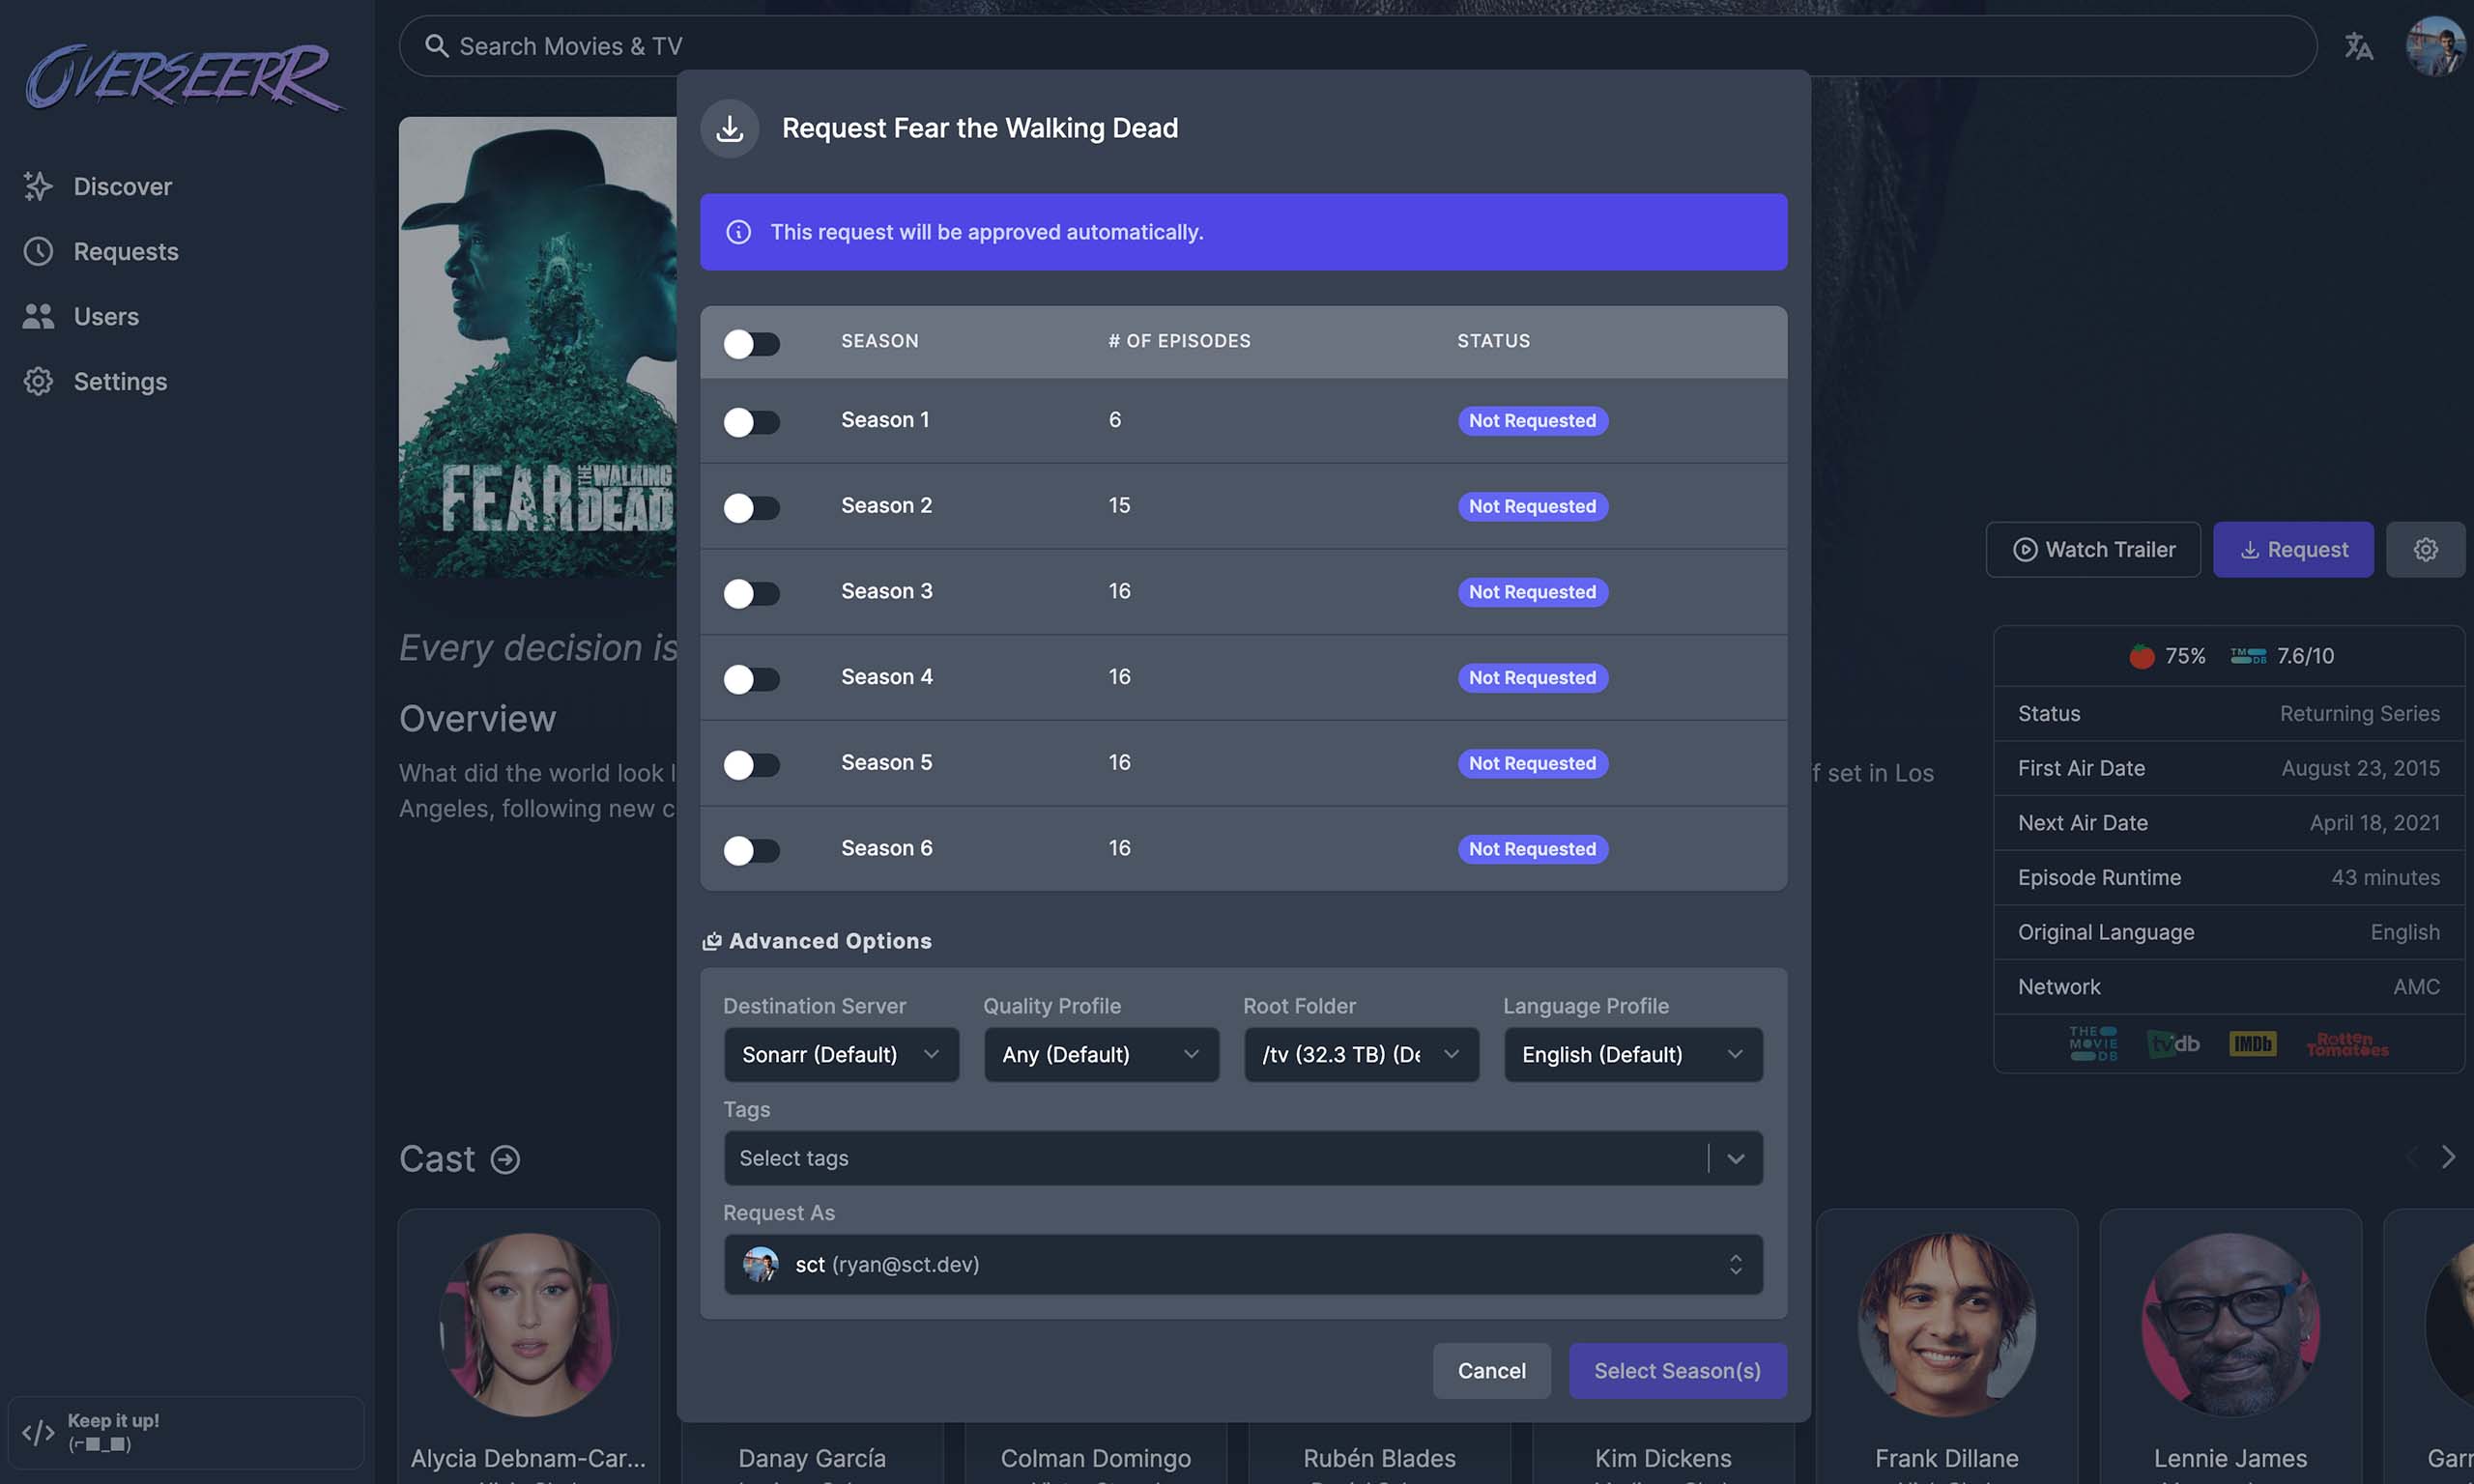 OVERSEERR
Search Movies & TV
Discover
Requests
Users
Settings
FEAR THE WALKING DEAD
Request Fear the Walking Dead
This request will be approved automatically.
SEASON # OF EPISODES STATUS
Season 1 6 Not Requested
Season 2 15 Not Requested
Season 3 16 Not Requested
Season 4 16 Not Requested
Season 5 16 Not Requested
Season 6 16 Not Requested
Advanced Options
Destination Server Quality Profile Root Folder Language Profile
Sonarr (Default) Any (Default) /tv (32.3 TB) (De English (Default)
Tags
Select tags
Request As
sct (ryan@sct.dev)
Cancel Select Season(s)
Every decision is
Overview
What did the world look l
f set in Los
Angeles, following new c
Watch Trailer Request
75% TMDB 7.6/10
Status Returning Series
First Air Date August 23, 2015
Next Air Date April 18, 2021
Episode Runtime 43 minutes
Original Language English
Network AMC
THE MOVIE DB tvdb IMDb Rotten Tomatoes
Cast
Alycia Debnam-Car... Danay García Colman Domingo Rubén Blades Kim Dickens Frank Dillane Lennie James Garr
Keep it up!
(⌐■_■)